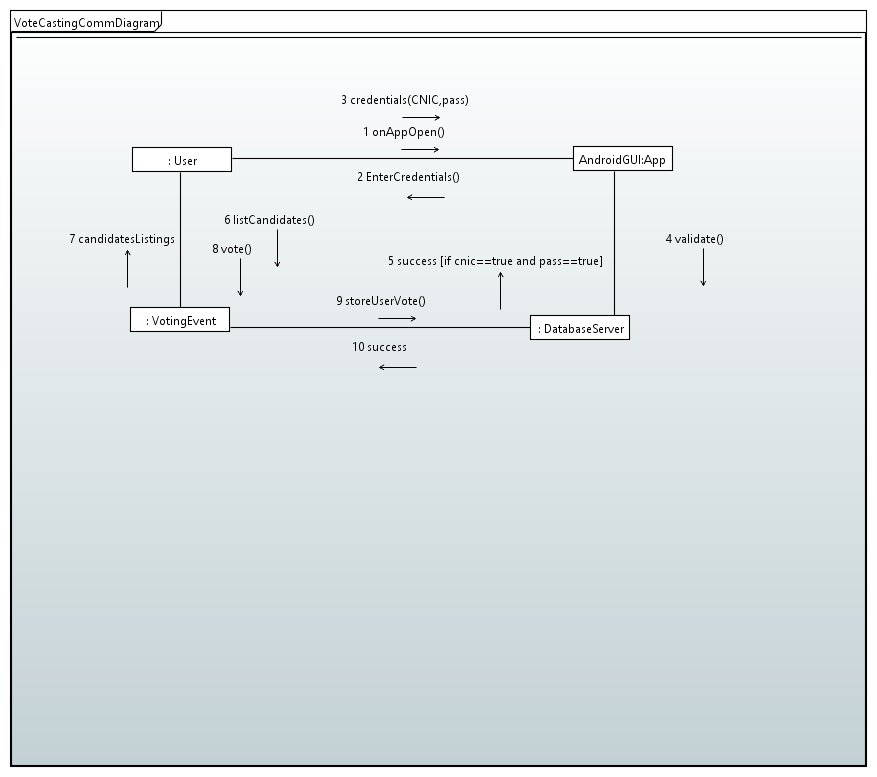 VoteCastingCommDiagram
3 credentials(CNIC,pass)
1 onAppOpen()
: User
AndroidGUI:App
2 EnterCredentials()
6 listCandidates()
7 candidatesListings
8 vote()
4 validate()
5 success [if cnic==true and pass==true]
9 storeUserVote()
: VotingEvent
: DatabaseServer
10 success